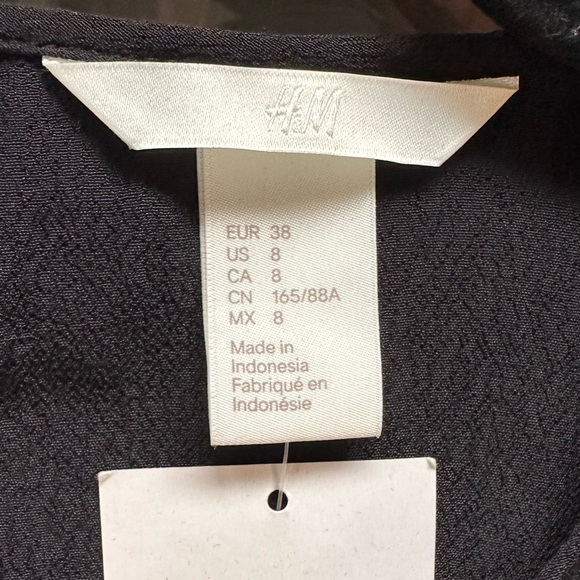 H&M
EUR 38
US 8
CA 8
CN 165/88A
MX 8
Made in
Indonesia
Fabriqué en
Indonésie